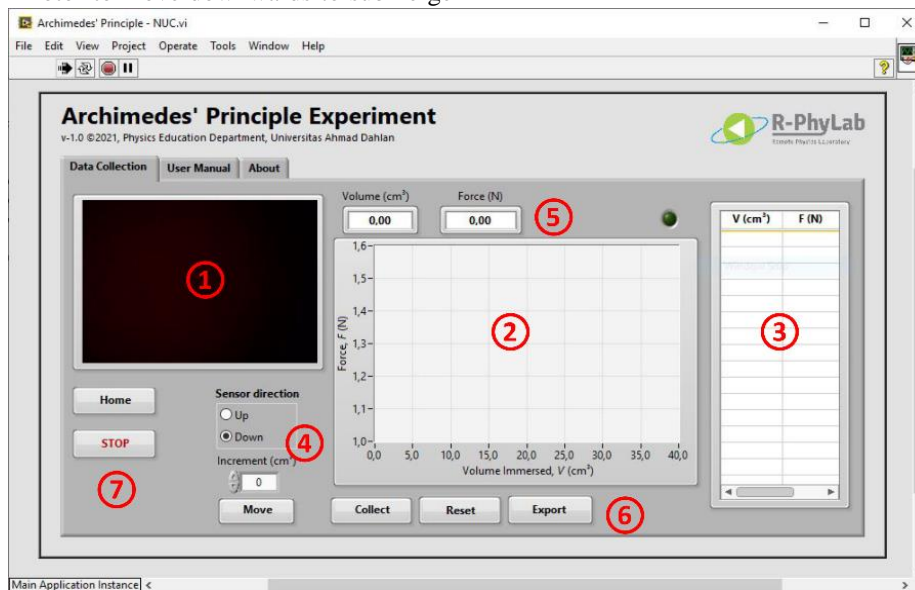 Archimedes' Principle - NUC.vi
File Edit View Project Operate Tools Window Help
Archimedes' Principle Experiment
v-1.0 ©2021, Physics Education Department, Universitas Ahmad Dahlan
R-PhyLab
Remote Physics Laboratory
Data Collection User Manual About
Volume (cm³) Force (N)
0,00 0,00
5
V (cm³) F (N)
1
2
3
Force, F (N)
1,6
1,5
1,4
1,3
1,2
1,1
1,0
0,0 5,0 10,0 15,0 20,0 25,0 30,0 35,0 40,0
Volume Immersed, V (cm³)
Home
STOP
7
Sensor direction
Up
Down
4
Increment (cm³)
0
Move
Collect Reset Export
6
Main Application Instance